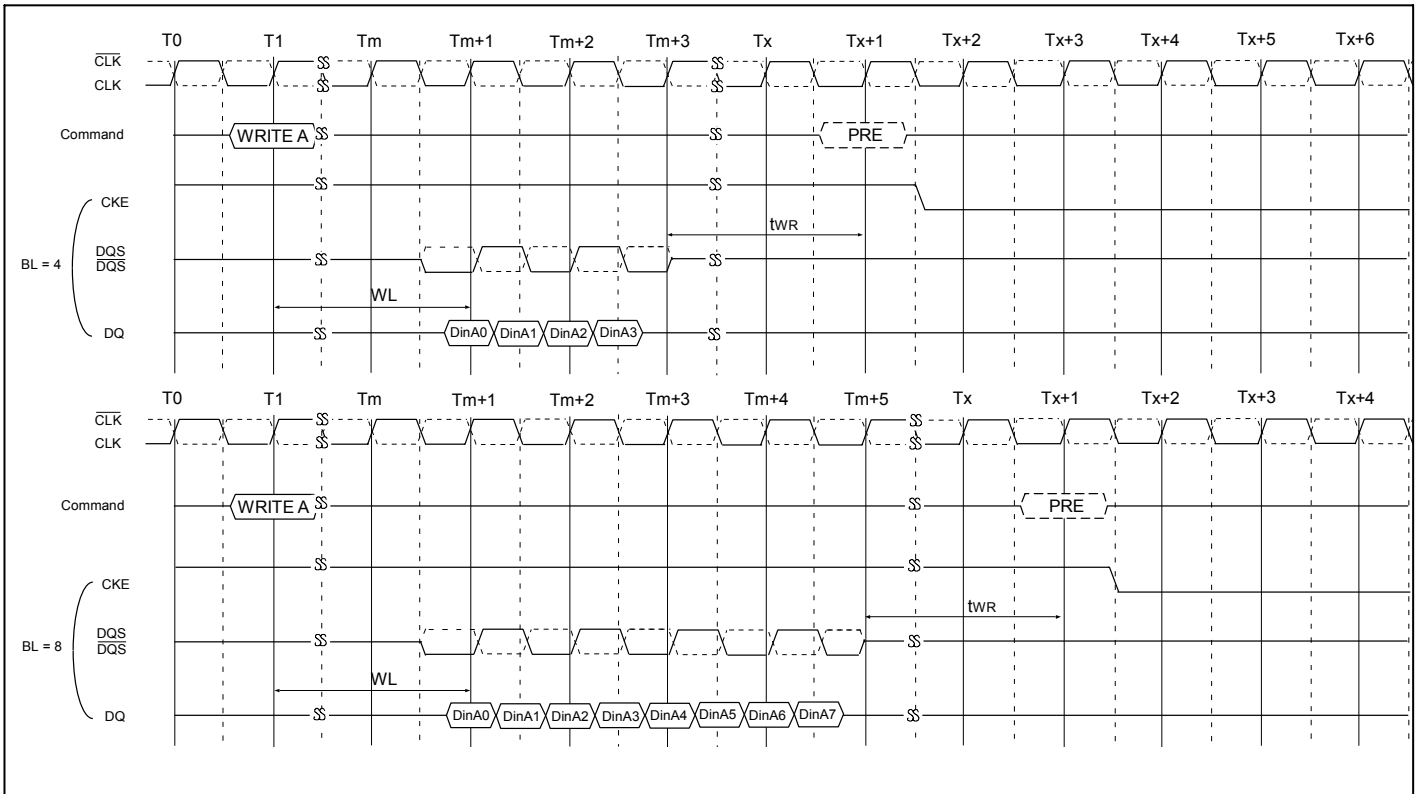 T0 T1 Tm Tm+1 Tm+2 Tm+3 Tx Tx+1 Tx+2 Tx+3 Tx+4 Tx+5 Tx+6
CLK
CLK
Command WRITE A PRE
CKE
tWR
BL = 4
DQS
DQS
WL
DQ DinA0 DinA1 DinA2 DinA3
T0 T1 Tm Tm+1 Tm+2 Tm+3 Tm+4 Tm+5 Tx Tx+1 Tx+2 Tx+3 Tx+4
CLK
CLK
Command WRITE A PRE
CKE
tWR
BL = 8
DQS
DQS
WL
DQ DinA0 DinA1 DinA2 DinA3 DinA4 DinA5 DinA6 DinA7